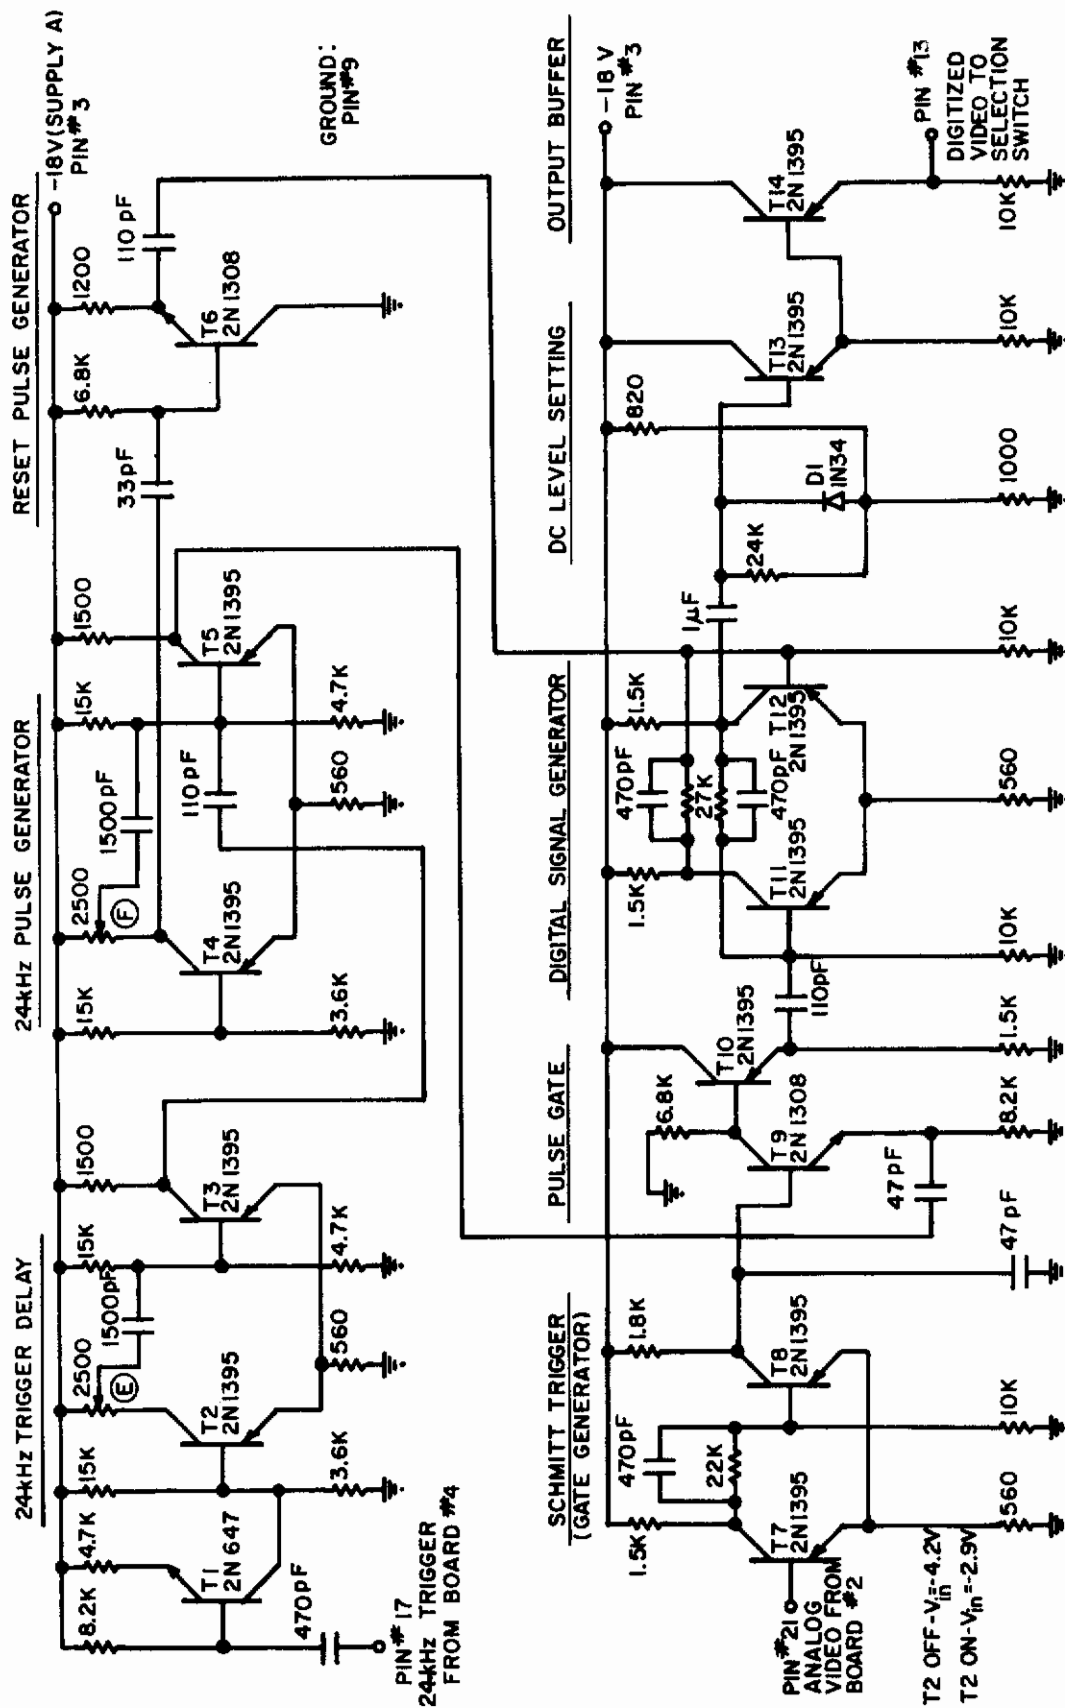 24kHz TRIGGER DELAY
24kHz PULSE GENERATOR
RESET PULSE GENERATOR
-18V (SUPPLY A)
PIN #3
8.2K
4.7K
15K
2500
E
1500pF
15K
1500
15K
2500
F
1500pF
15K
1500
33pF
6.8K
1200
110pF
T1
2N647
T2
2N1395
T3
2N1395
T4
2N1395
110pF
T5
2N1395
T6
2N1308
GROUND:
PIN #9
470pF
3.6K
560
4.7K
3.6K
560
4.7K
PIN #17
24kHz TRIGGER
FROM BOARD #4
SCHMITT TRIGGER
(GATE GENERATOR)
PULSE GATE
DIGITAL SIGNAL GENERATOR
DC LEVEL SETTING
OUTPUT BUFFER
-18V
PIN #3
1.5K
470pF
22K
1.8K
6.8K
1.5K
470pF
27K
470pF
1.5K
1µF
24K
820
D1
1N34
T7
2N1395
T8
2N1395
T9
2N1308
T10
2N1395
110pF
T11
2N1395
T12
2N1395
T13
2N1395
T14
2N1395
PIN #21
ANALOG
VIDEO FROM
BOARD #2
47pF
47pF
560
10K
8.2K
1.5K
10K
560
10K
1000
10K
10K
PIN #13
DIGITIZED
VIDEO TO
SELECTION
SWITCH
T2 OFF-Vin=-4.2V
T2 ON-Vin=-2.9V